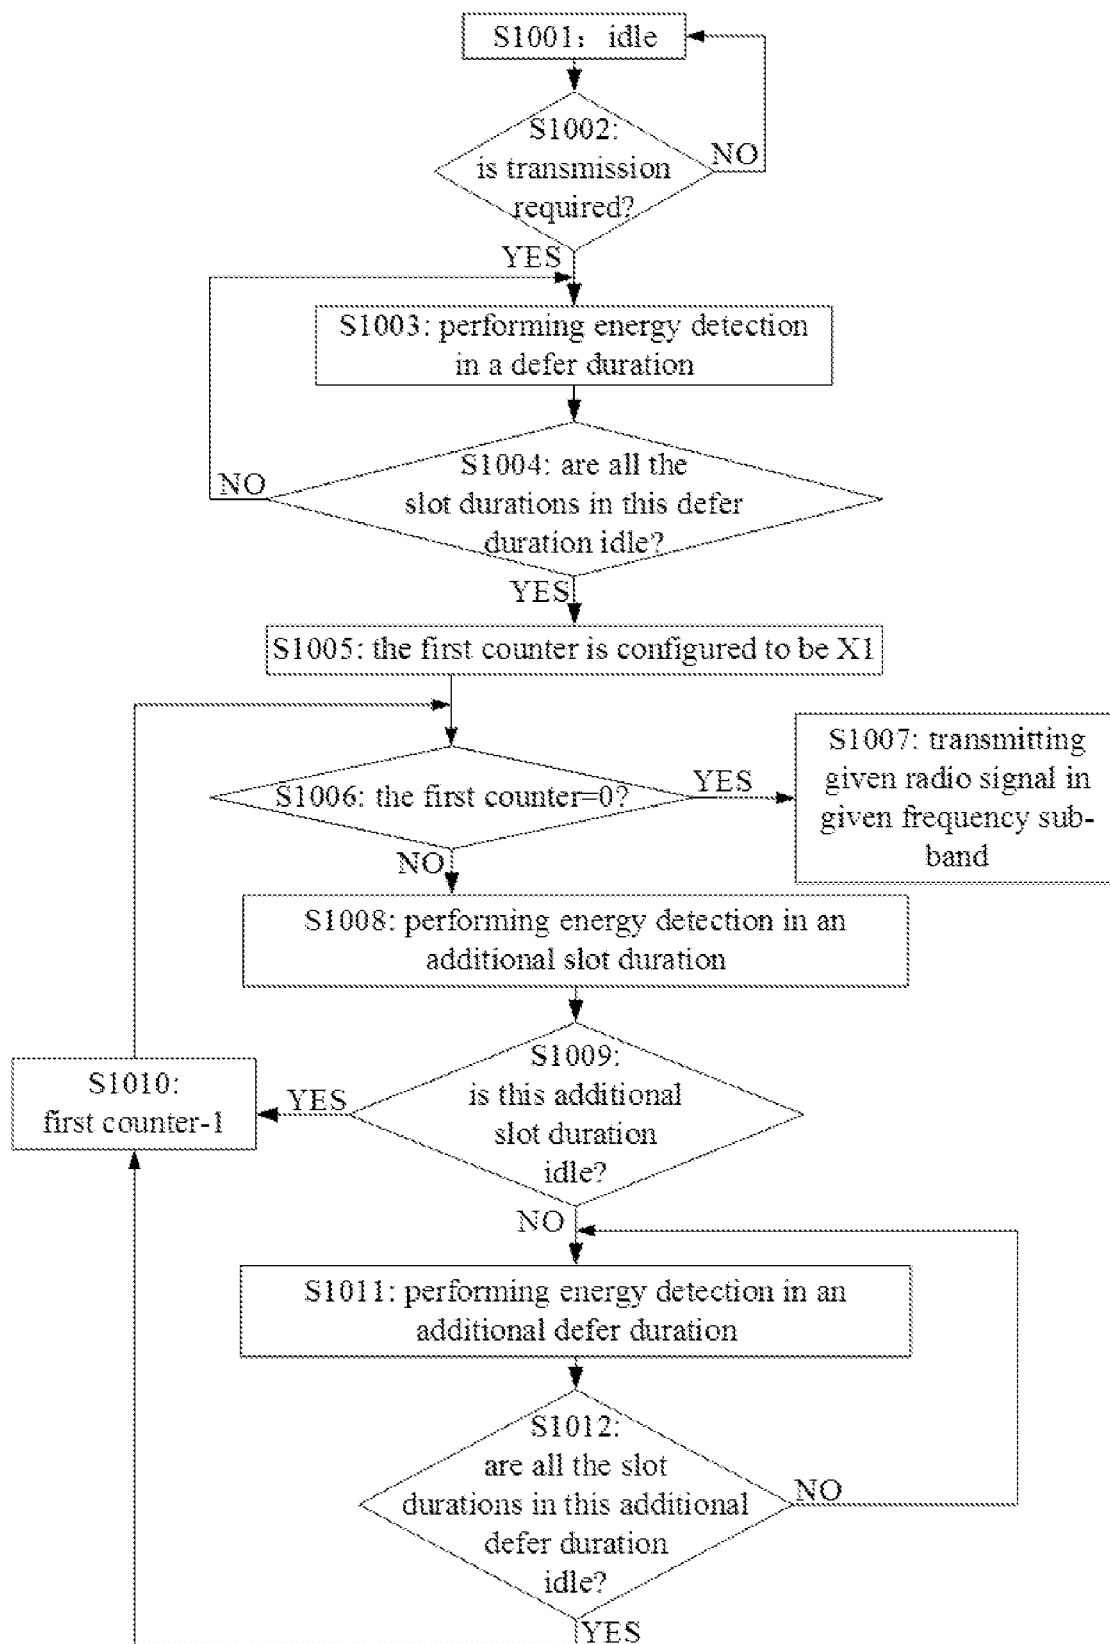 S1001：idle
S1002:
is transmission
required?
NO
YES
S1003: performing energy detection
in a defer duration
S1004: are all the
slot durations in this defer
duration idle?
NO
YES
S1005: the first counter is configured to be X1
S1006: the first counter=0?
YES
S1007: transmitting
given radio signal in
given frequency sub-
band
NO
S1008: performing energy detection in an
additional slot duration
S1009:
is this additional
slot duration
idle?
YES
S1010:
first counter-1
NO
S1011: performing energy detection in an
additional defer duration
S1012:
are all the slot
durations in this additional
defer duration
idle?
NO
YES